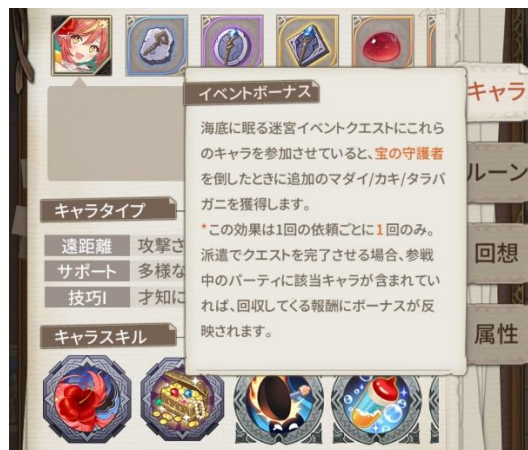 イベントボーナス
海底に眠る迷宮イベントクエストにこれら
のキャラを参加させていると、宝の守護者
を倒したときに追加のマダイ/カキ/タラバ
ガニを獲得します。
*この効果は1回の依頼ごとに1回のみ。
派遣でクエストを完了させる場合、参戦
中のパーティに該当キャラが含まれてい
れば、回収してくる報酬にボーナスが反
映されます。
キャラタイプ
遠距離 攻撃さ
サポート 多様な
技巧I 才知に
キャラスキル
キャラ
ルーン
回想
属性